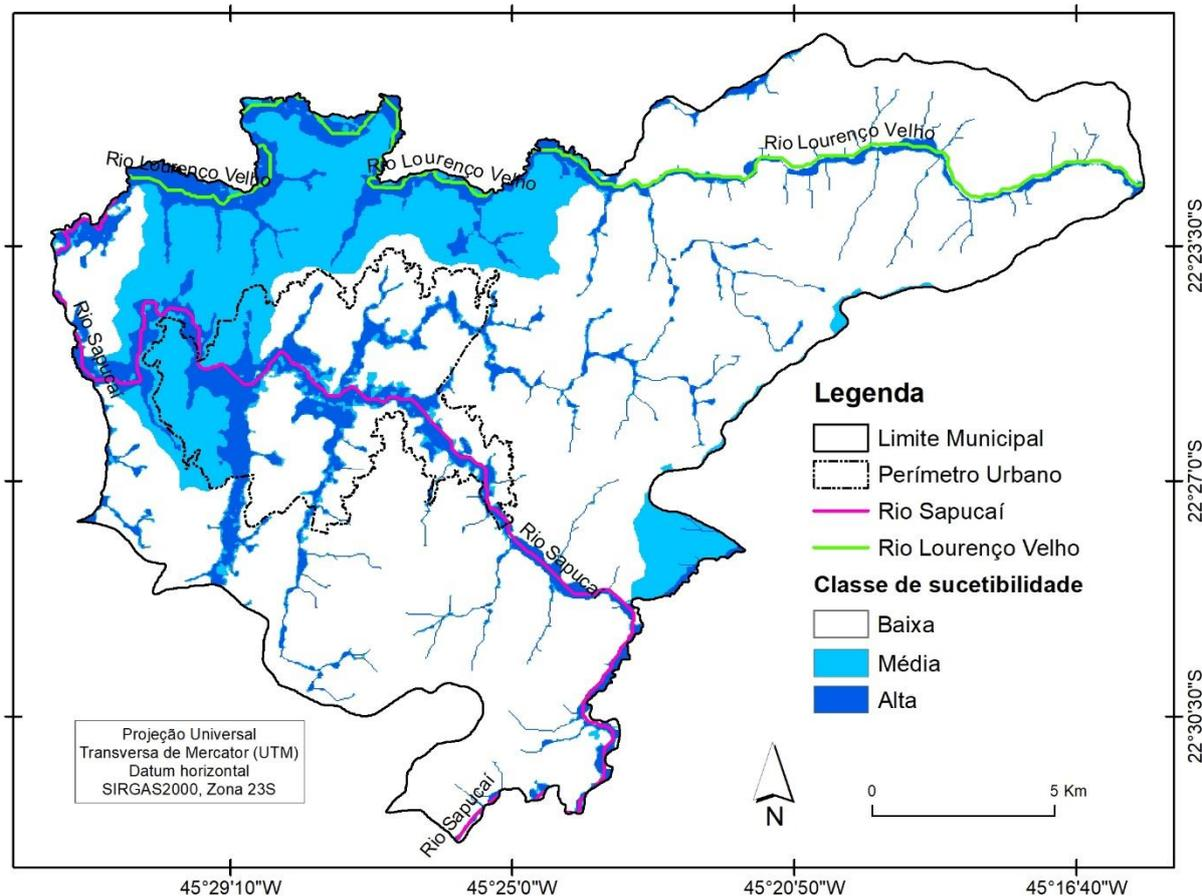 Rio Lourenço Velho
Rio Lourenço Velho
Rio Lourenço Velho
Rio Sapucaí
Rio Sapuca
Rio Sapucaí
22°23'30"S
22°27'0"S
22°30'30"S
Legenda
Limite Municipal
Perímetro Urbano
Rio Sapucaí
Rio Lourenço Velho
Classe de sucetibilidade
Baixa
Média
Alta
Projeção Universal
Transversa de Mercator (UTM)
Datum horizontal
SIRGAS2000, Zona 23S
0 5 Km
N
45°29'10"W 45°25'0"W 45°20'50"W 45°16'40"W